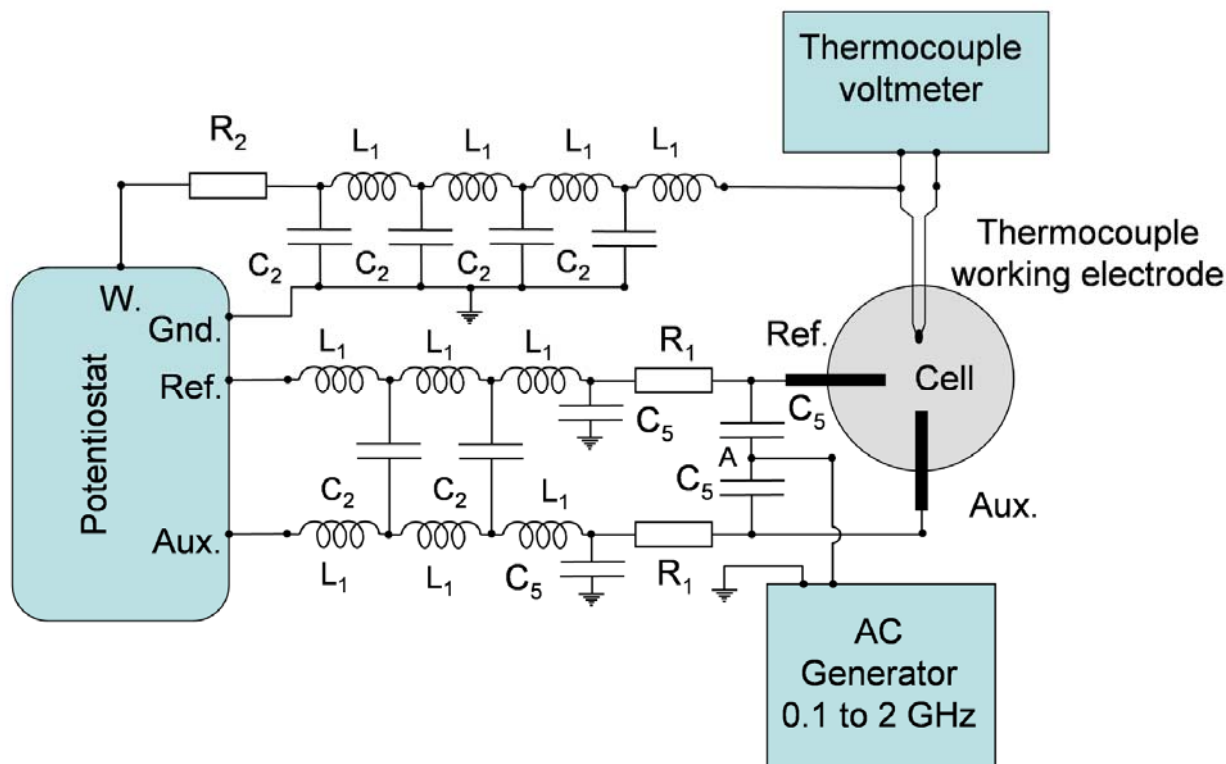 Thermocouple
voltmeter
R2
L1
L1
L1
L1
C2
C2
C2
C2
Thermocouple
working electrode
W.
Gnd.
Ref.
Aux.
Potentiostat
L1
L1
L1
R1
Ref.
Cell
C5
C5
A
C5
C2
C2
L1
L1
L1
C5
R1
Aux.
AC
Generator
0.1 to 2 GHz